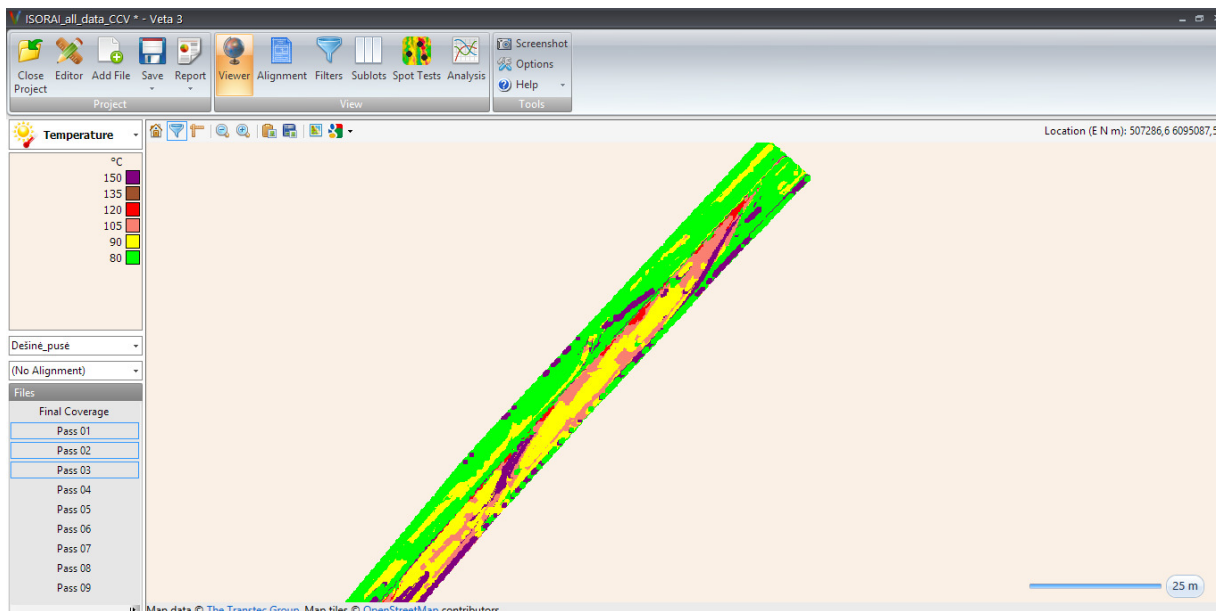 ISORAI_all_data_CCV * - Veta 3
Close Project
Editor
Add File
Save
Report
Viewer
Alignment
Filters
Sublots
Spot Tests
Analysis
Screenshot
Options
Help
Project
View
Tools
Temperature
Location (E N m): 507286,6 6095087,5
°C
150
135
120
105
90
80
Dešinė_pusė
(No Alignment)
Files
Final Coverage
Pass 01
Pass 02
Pass 03
Pass 04
Pass 05
Pass 06
Pass 07
Pass 08
Pass 09
25 m
Map data © The Transtec Group, Map tiles © OpenStreetMap contributors